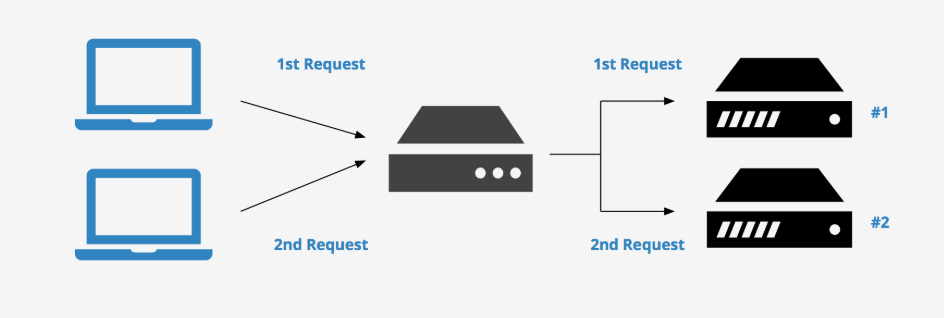 1st Request
1st Request
#1
2nd Request
2nd Request
#2